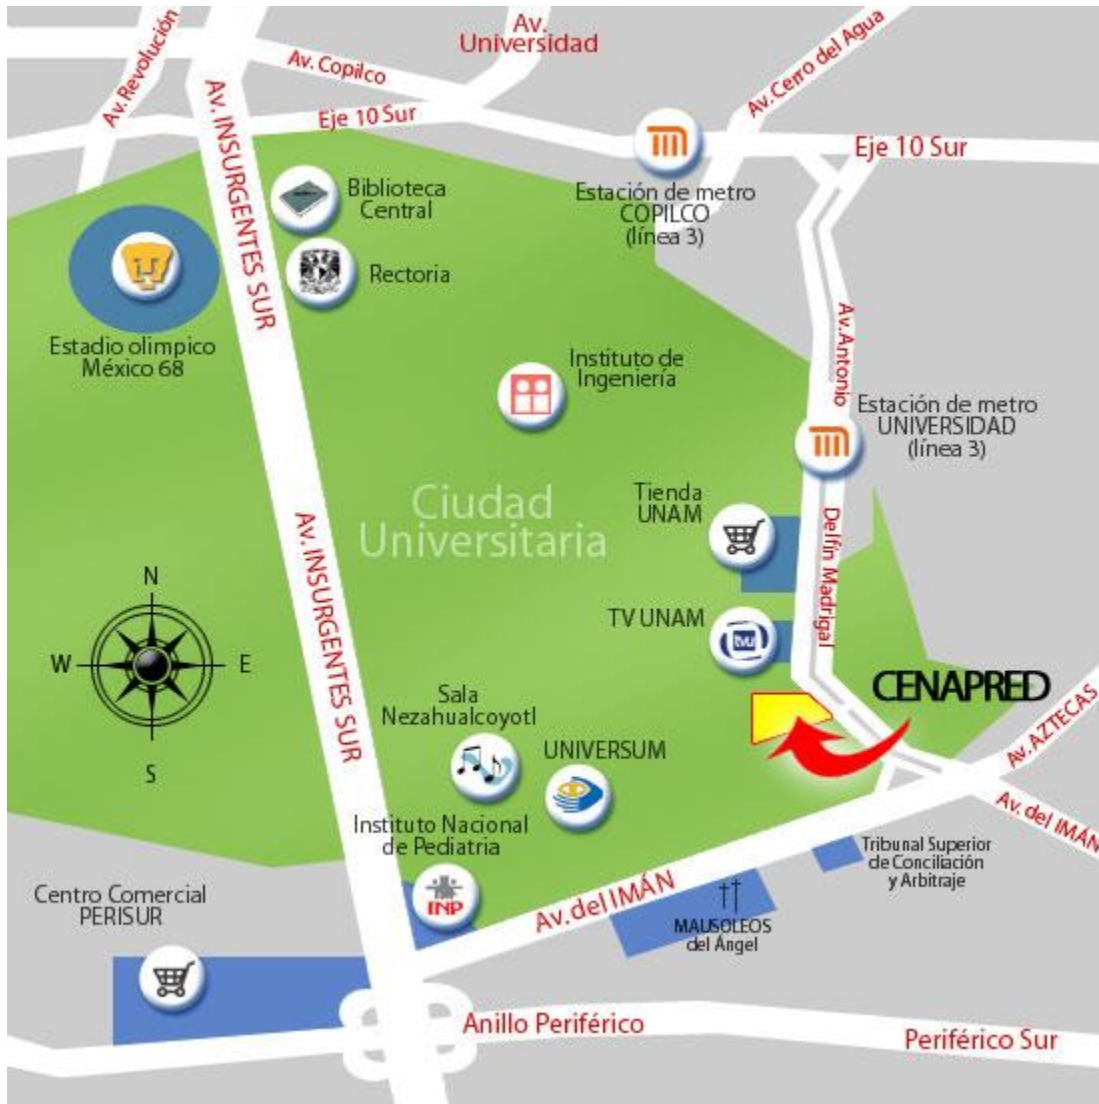 Av.
Universidad
Av. Revolución
Av. Copilco
Av. Cerro del Agua
Av. INSURGENTES SUR
Eje 10 Sur
Eje 10 Sur
Biblioteca
Central
Estación de metro
COPILCO
(línea 3)
Rectoria
Estadio olimpico
México 68
Av. Antonio
Instituto de
Ingeniería
Estación de metro
UNIVERSIDAD
(línea 3)
Ciudad
Universitaria
Tienda
UNAM
Delfín Madrigal
Av. INSURGENTES SUR
N
W
E
S
TV UNAM
tvu
CENAPRED
Sala
Nezahualcoyotl
UNIVERSUM
Av. AZTECAS
Av. del IMÁN
Instituto Nacional
de Pediatria
INP
Tribunal Superior
de Conciliación
y Arbitraje
Centro Comercial
PERISUR
Av. del IMÁN
MAUSOLEOS
del Ángel
Anillo Periférico
Periférico Sur